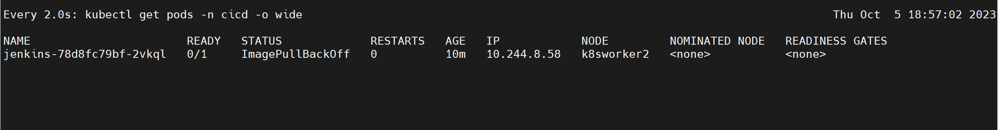 Every 2.0s: kubectl get pods -n cicd -o wide Thu Oct  5 18:57:02 2023
NAME READY STATUS RESTARTS AGE IP NODE NOMINATED NODE READINESS GATES
jenkins-78d8fc79bf-2vkql 0/1 ImagePullBackOff 0 10m 10.244.8.58 k8sworker2 <none> <none>